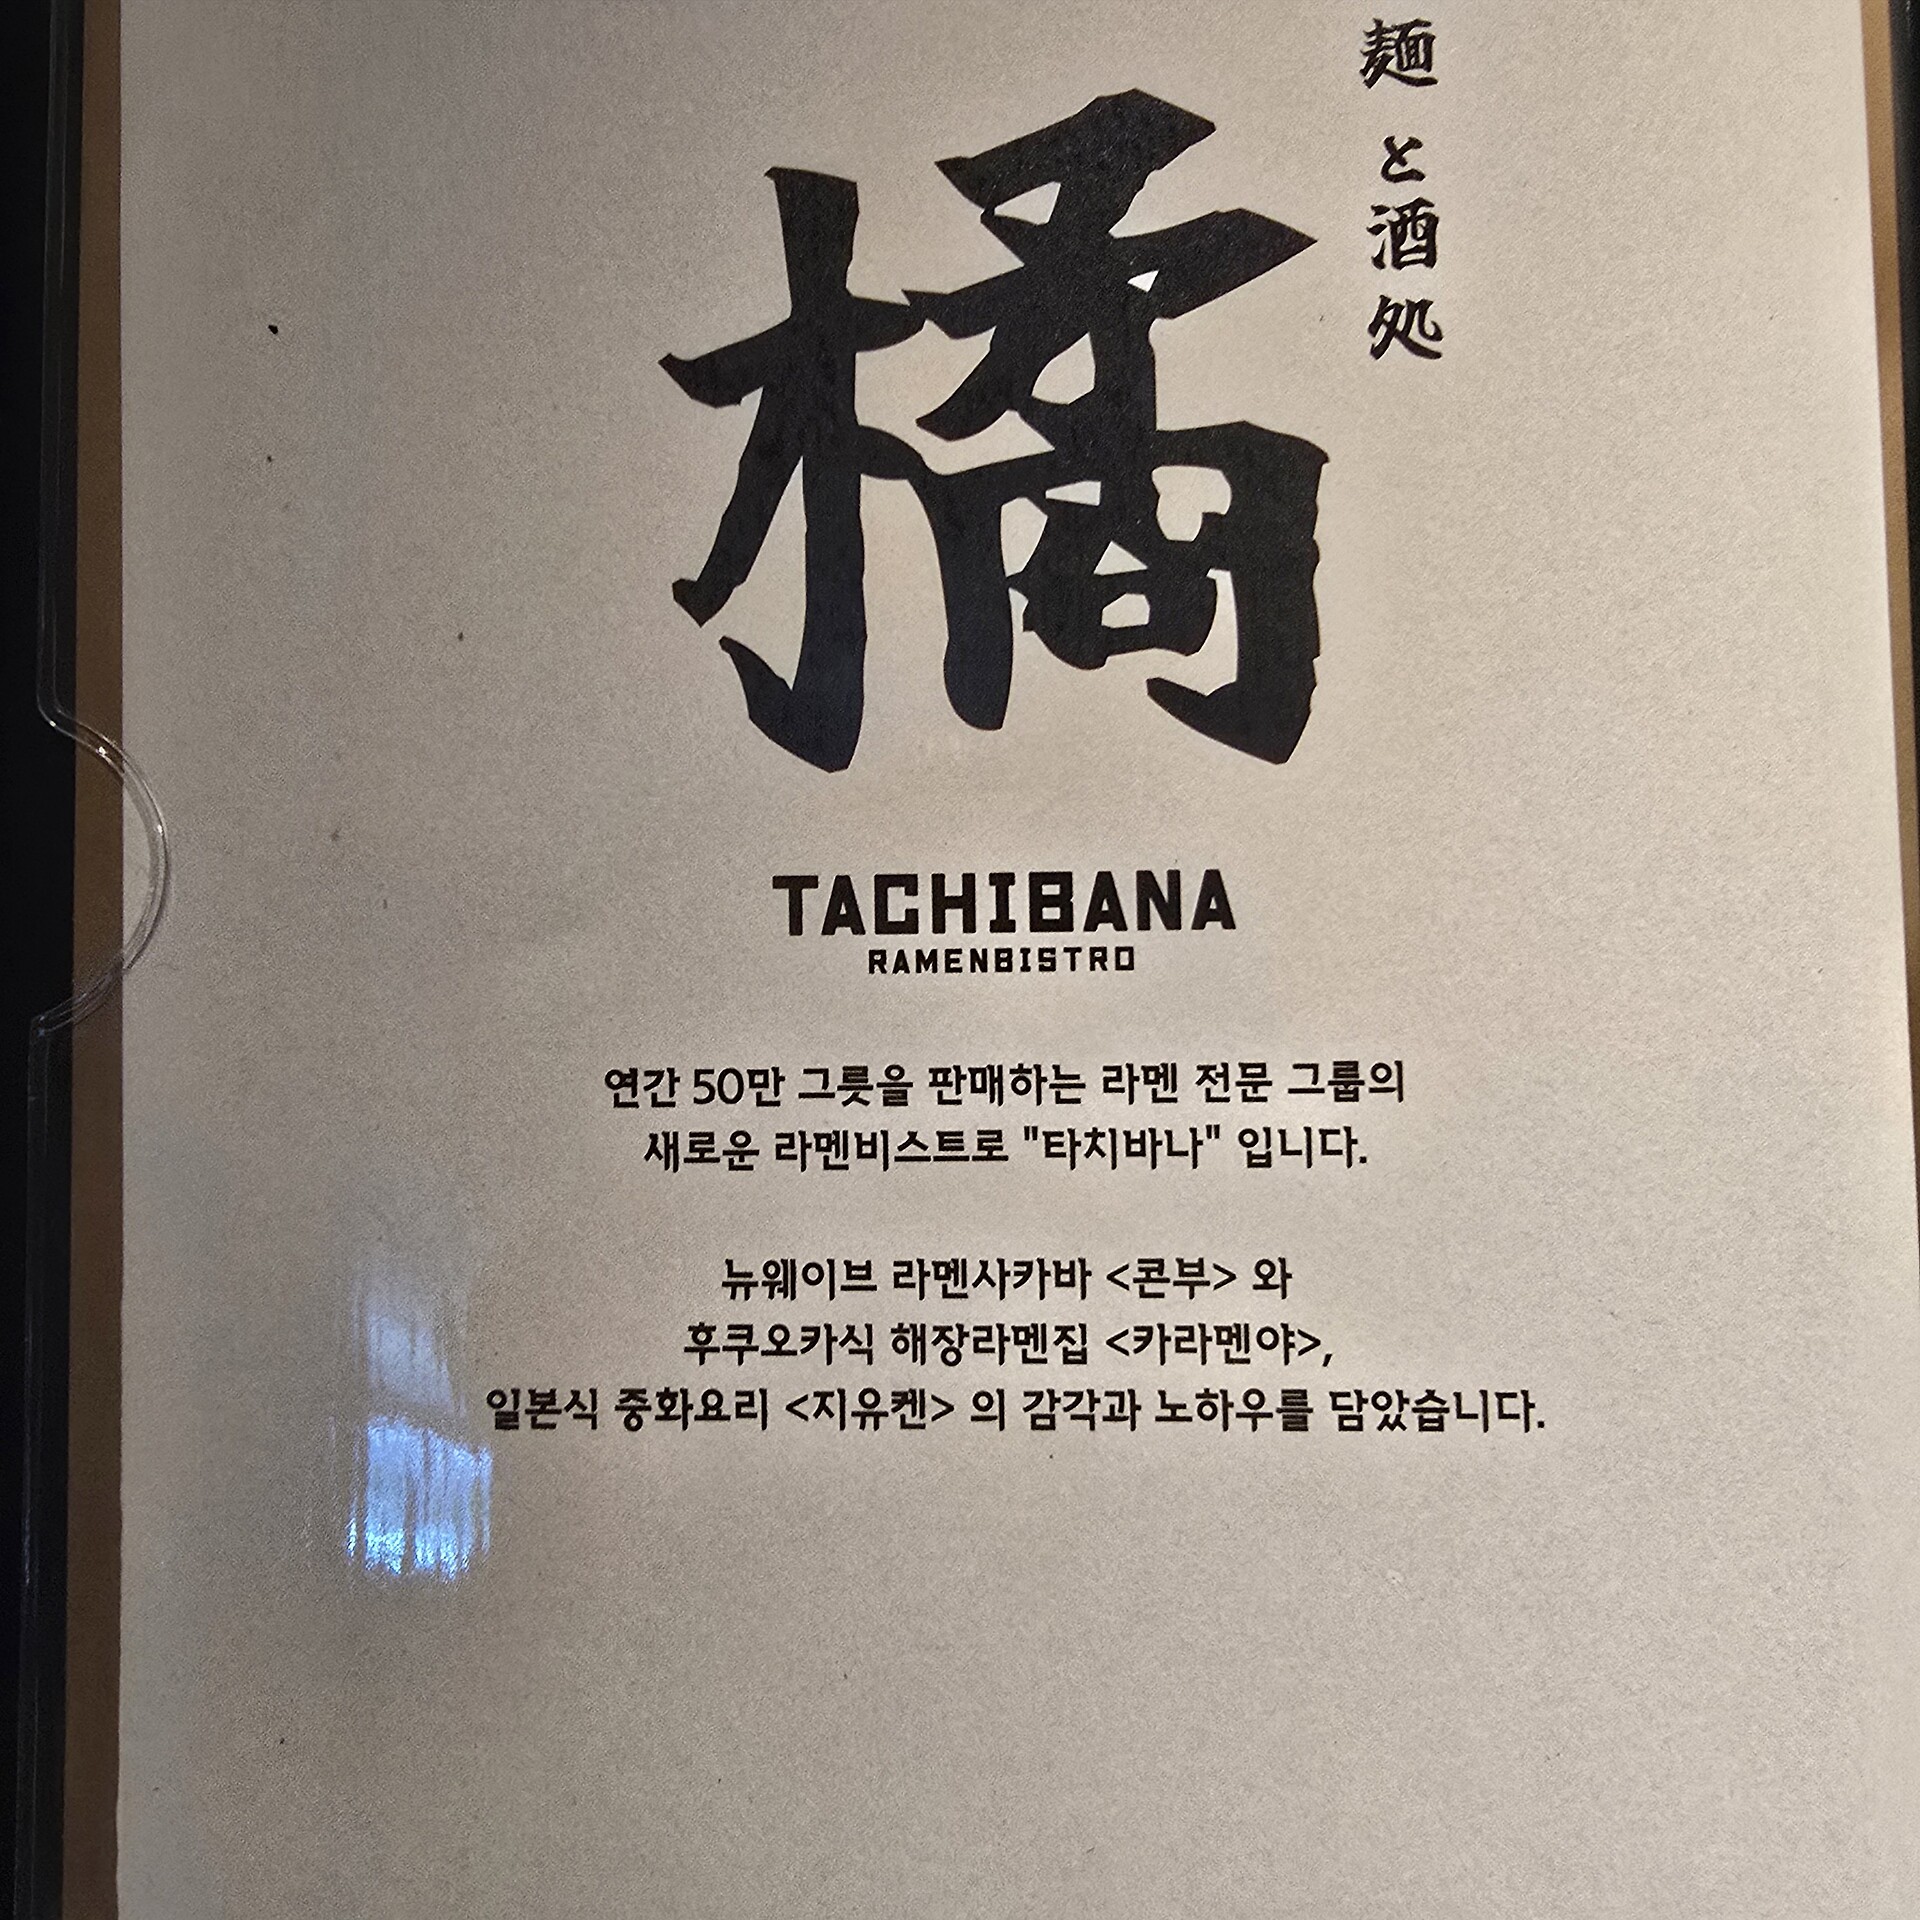 麺と酒処
橘
TACHIBANA
RAMENBISTRO
연간 50만 그릇을 판매하는 라멘 전문 그룹의
새로운 라멘비스트로 "타치바나" 입니다.
뉴웨이브 라멘사카바 <콘부> 와
후쿠오카식 해장라멘집 <카라멘야>,
일본식 중화요리 <지유켄> 의 감각과 노하우를 담았습니다.